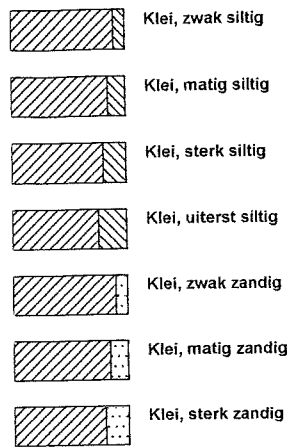 Klei, zwak siltig
Klei, matig siltig
Klei, sterk siltig
Klei, uiterst siltig
Klei, zwak zandig
Klei, matig zandig
Klei, sterk zandig